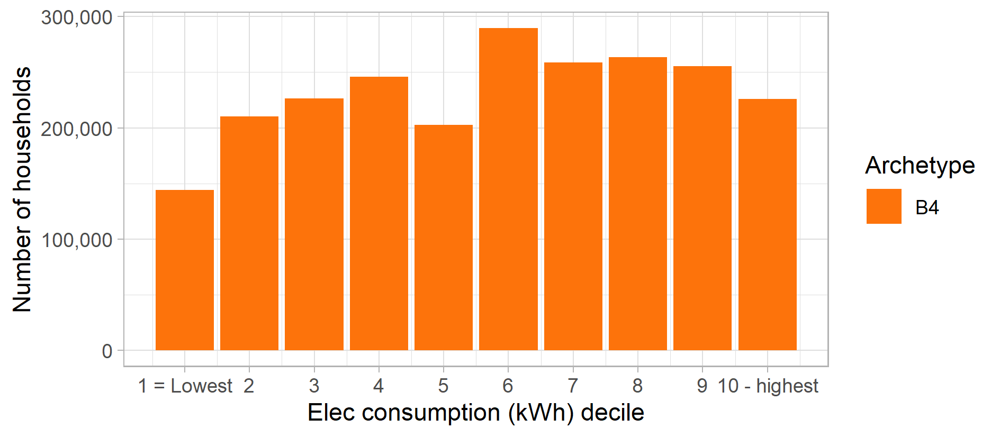 Number of households
300,000
200,000
100,000
0
1 = Lowest 2 3 4 5 6 7 8 9 10 - highest
Elec consumption (kWh) decile
Archetype
B4